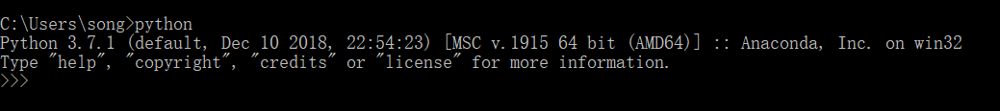 C:\Users\song>python
Python 3.7.1 (default, Dec 10 2018, 22:54:23) [MSC v.1915 64 bit (AMD64)] :: Anaconda, Inc. on win32
Type "help", "copyright", "credits" or "license" for more information.
>>>